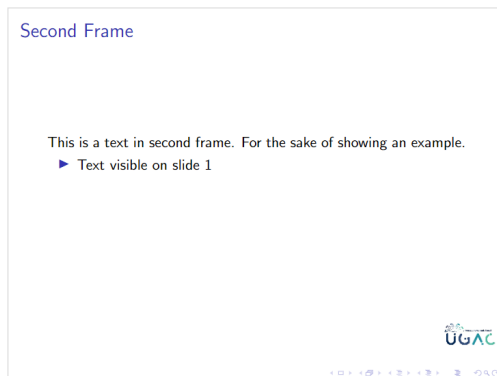 Second Frame
This is a text in second frame. For the sake of showing an example.
Text visible on slide 1
UGAC